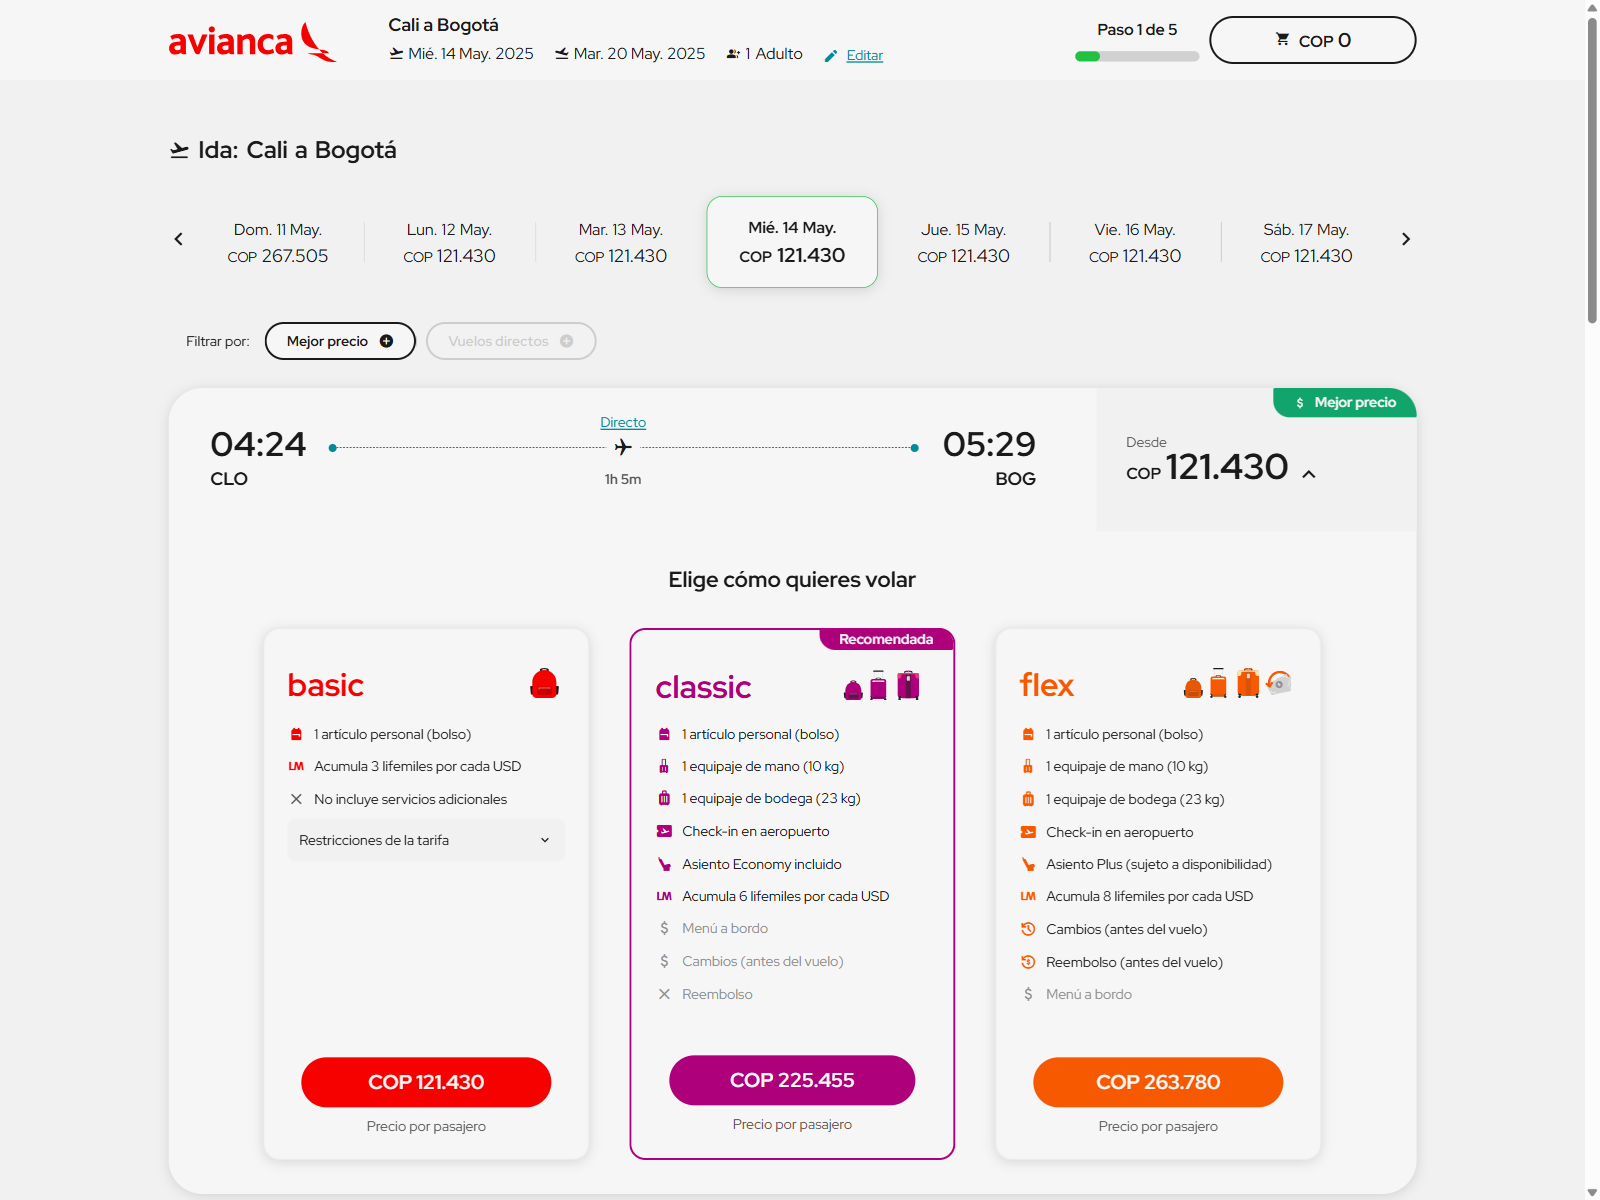 avianca
Cali a Bogotá
Mié. 14 May. 2025
Mar. 20 May. 2025
1 Adulto
Editar
Paso 1 de 5
COP 0
Ida: Cali a Bogotá
Dom. 11 May.
COP 267.505
Lun. 12 May.
COP 121.430
Mar. 13 May.
COP 121.430
Mié. 14 May.
COP 121.430
Jue. 15 May.
COP 121.430
Vie. 16 May.
COP 121.430
Sáb. 17 May.
COP 121.430
Filtrar por:
Mejor precio
Vuelos directos
04:24
CLO
Directo
1h 5m
05:29
BOG
$ Mejor precio
Desde
COP 121.430
Elige cómo quieres volar
basic
1 artículo personal (bolso)
LM Acumula 3 lifemiles por cada USD
No incluye servicios adicionales
Restricciones de la tarifa
COP 121.430
Precio por pasajero
Recomendada
classic
1 artículo personal (bolso)
1 equipaje de mano (10 kg)
1 equipaje de bodega (23 kg)
Check-in en aeropuerto
Asiento Economy incluido
LM Acumula 6 lifemiles por cada USD
$ Menú a bordo
$ Cambios (antes del vuelo)
Reembolso
COP 225.455
Precio por pasajero
flex
1 artículo personal (bolso)
1 equipaje de mano (10 kg)
1 equipaje de bodega (23 kg)
Check-in en aeropuerto
Asiento Plus (sujeto a disponibilidad)
LM Acumula 8 lifemiles por cada USD
Cambios (antes del vuelo)
Reembolso (antes del vuelo)
$ Menú a bordo
COP 263.780
Precio por pasajero